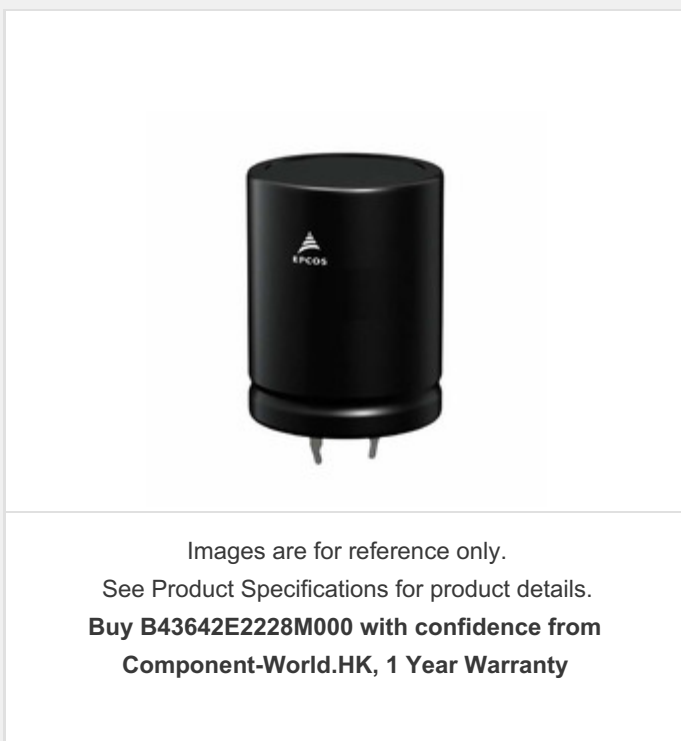 EPCOS
Images are for reference only.
See Product Specifications for product details.
Buy B43642E2228M000 with confidence from
Component-World.HK, 1 Year Warranty